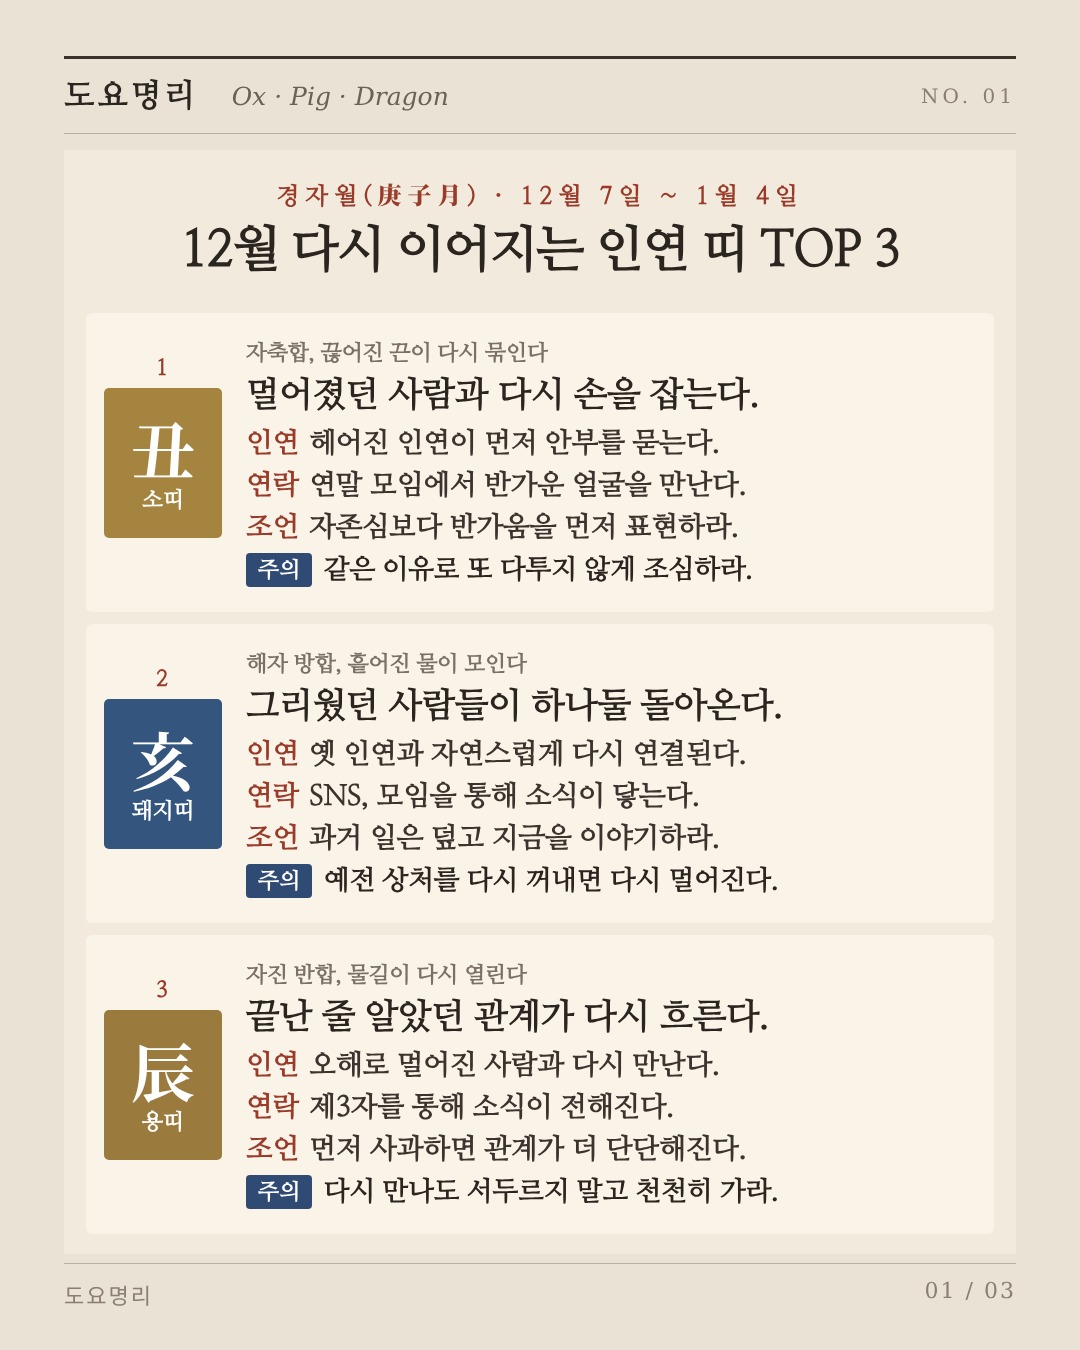 도요명리 Ox · Pig · Dragon NO. 01
경자월(庚子月) · 12월 7일 ~ 1월 4일
12월 다시 이어지는 인연 띠 TOP 3
1
丑
소띠
자축합, 끊어진 끈이 다시 묶인다
멀어졌던 사람과 다시 손을 잡는다.
인연 헤어진 인연이 먼저 안부를 묻는다.
연락 연말 모임에서 반가운 얼굴을 만난다.
조언 자존심보다 반가움을 먼저 표현하라.
주의 같은 이유로 또 다투지 않게 조심하라.
2
亥
돼지띠
해자 방합, 흩어진 물이 모인다
그리웠던 사람들이 하나둘 돌아온다.
인연 옛 인연과 자연스럽게 다시 연결된다.
연락 SNS, 모임을 통해 소식이 닿는다.
조언 과거 일은 덮고 지금을 이야기하라.
주의 예전 상처를 다시 꺼내면 다시 멀어진다.
3
辰
용띠
자진 반합, 물길이 다시 열린다
끝난 줄 알았던 관계가 다시 흐른다.
인연 오해로 멀어진 사람과 다시 만난다.
연락 제3자를 통해 소식이 전해진다.
조언 먼저 사과하면 관계가 더 단단해진다.
주의 다시 만나도 서두르지 말고 천천히 가라.
도요명리 01 / 03